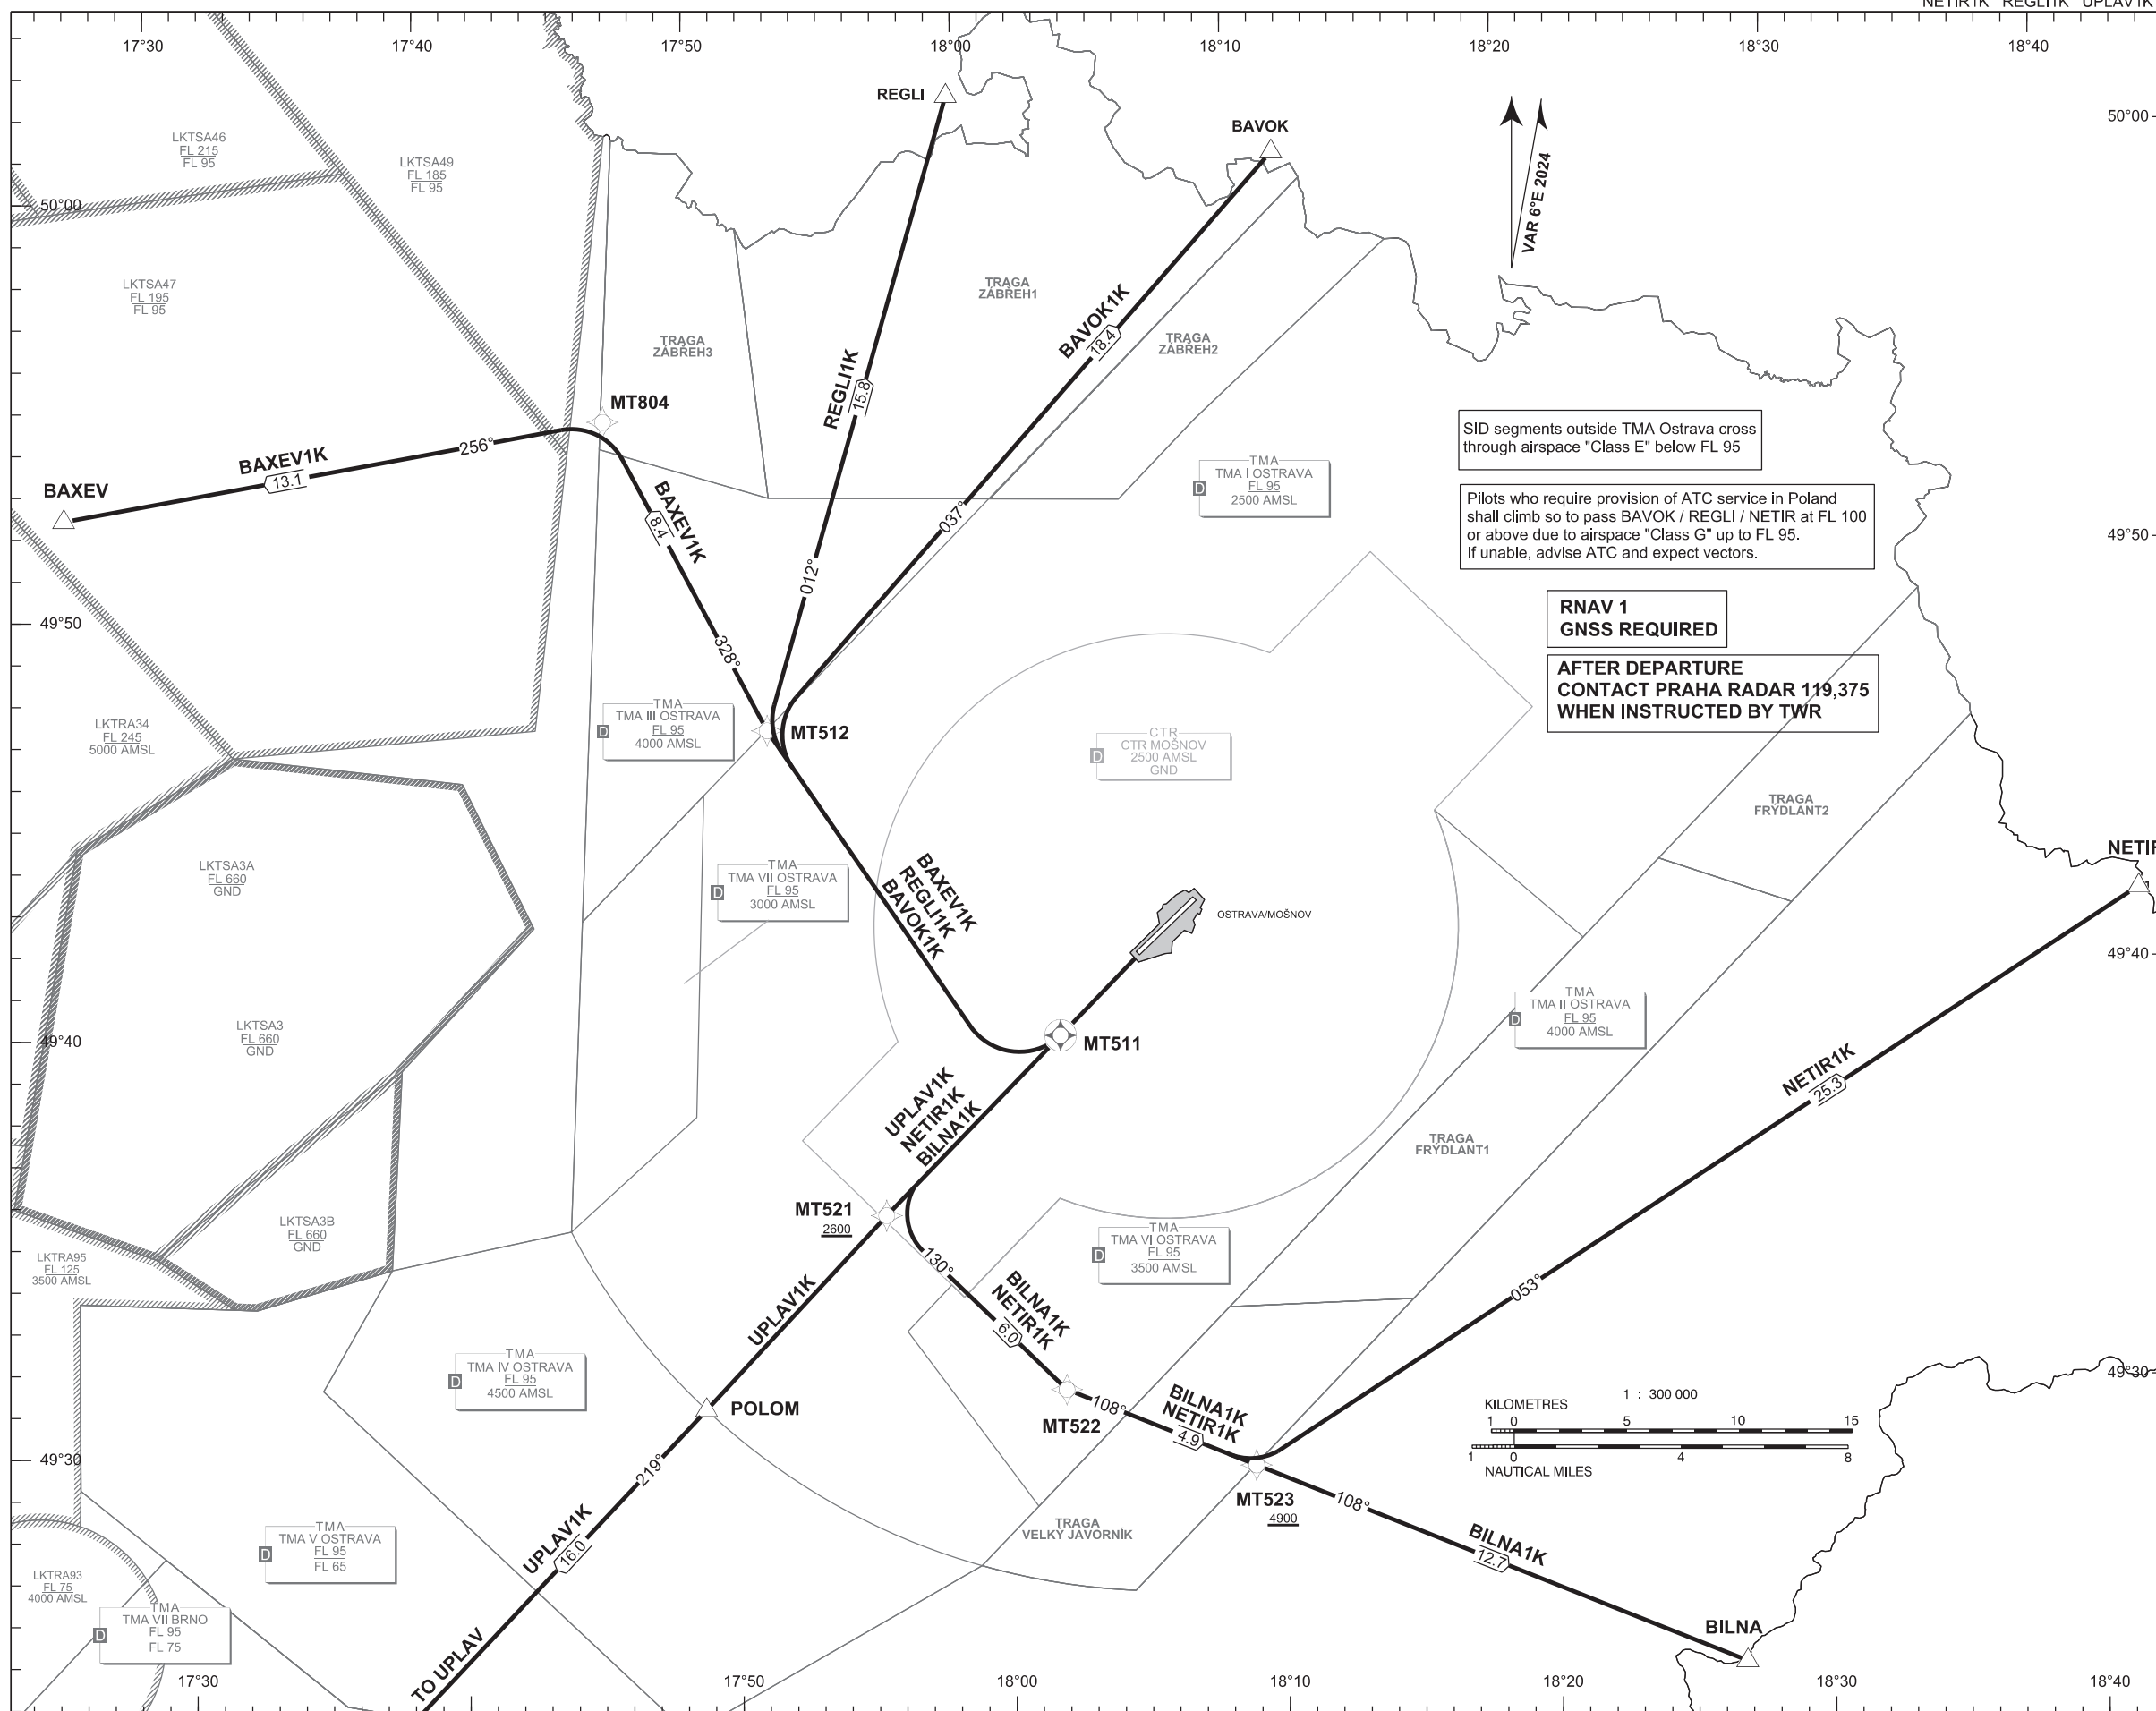 NETIR1K REGLI1K UPLAV1K
17°30
17°40
17°50
18°00
18°10
18°20
18°30
18°40
REGLI
BAVOK
50°00
LKTSA46
FL 215
FL 95
LKTSA49
FL 185
FL 95
VAR 6°E 2024
50°00
LKTSA47
FL 195
FL 95
TRAGA
ZÁBŘEH1
TRAGA
ZÁBŘEH3
TRAGA
ZÁBŘEH2
BAVOK1K
18.4
REGLI1K
15.8
MT804
BAXEV1K
13.1
256°
BAXEV
BAXEV1K
8.4
328°
012°
037°
TMA
TMA I OSTRAVA
FL 95
2500 AMSL
D
SID segments outside TMA Ostrava cross
through airspace "Class E" below FL 95
Pilots who require provision of ATC service in Poland
shall climb so to pass BAVOK / REGLI / NETIR at FL 100
or above due to airspace "Class G" up to FL 95.
If unable, advise ATC and expect vectors.
49°50
RNAV 1
GNSS REQUIRED
49°50
AFTER DEPARTURE
CONTACT PRAHA RADAR 119,375
WHEN INSTRUCTED BY TWR
LKTRA34
FL 245
5000 AMSL
TMA
TMA III OSTRAVA
FL 95
4000 AMSL
D
MT512
CTR
CTR MOŠNOV
2500 AMSL
GND
D
TRAGA
FRÝDLANT2
NETIR
LKTSA3A
FL 660
GND
TMA
TMA VII OSTRAVA
FL 95
3000 AMSL
D
BAXEV1K
REGLI1K
BAVOK1K
OSTRAVA/MOŠNOV
49°40
LKTSA3
FL 660
GND
49°40
MT511
TMA
TMA II OSTRAVA
FL 95
4000 AMSL
D
NETIR1K
25.3
UPLAV1K
NETIR1K
BILNA1K
TRAGA
FRÝDLANT1
MT521
2600
LKTSA3B
FL 660
GND
LKTRA95
FL 125
3500 AMSL
130°
TMA
TMA VI OSTRAVA
FL 95
3500 AMSL
D
053°
UPLAV1K
BILNA1K
NETIR1K
6.0
TMA
TMA IV OSTRAVA
FL 95
4500 AMSL
D
49°30
POLOM
MT522
108°
BILNA1K
NETIR1K
4.9
1 : 300 000
KILOMETRES
1 0 5 10 15
1 0 4 8
NAUTICAL MILES
49°30
219°
MT523
4900
108°
TRAGA
VELKÝ JAVORNÍK
UPLAV1K
16.0
BILNA1K
12.7
TMA
TMA V OSTRAVA
FL 95
FL 65
D
LKTRA93
FL 75
4000 AMSL
TMA
TMA VII BRNO
FL 95
FL 75
D
BILNA
TO UPLAV
17°30
17°50
18°00
18°10
18°20
18°30
18°40